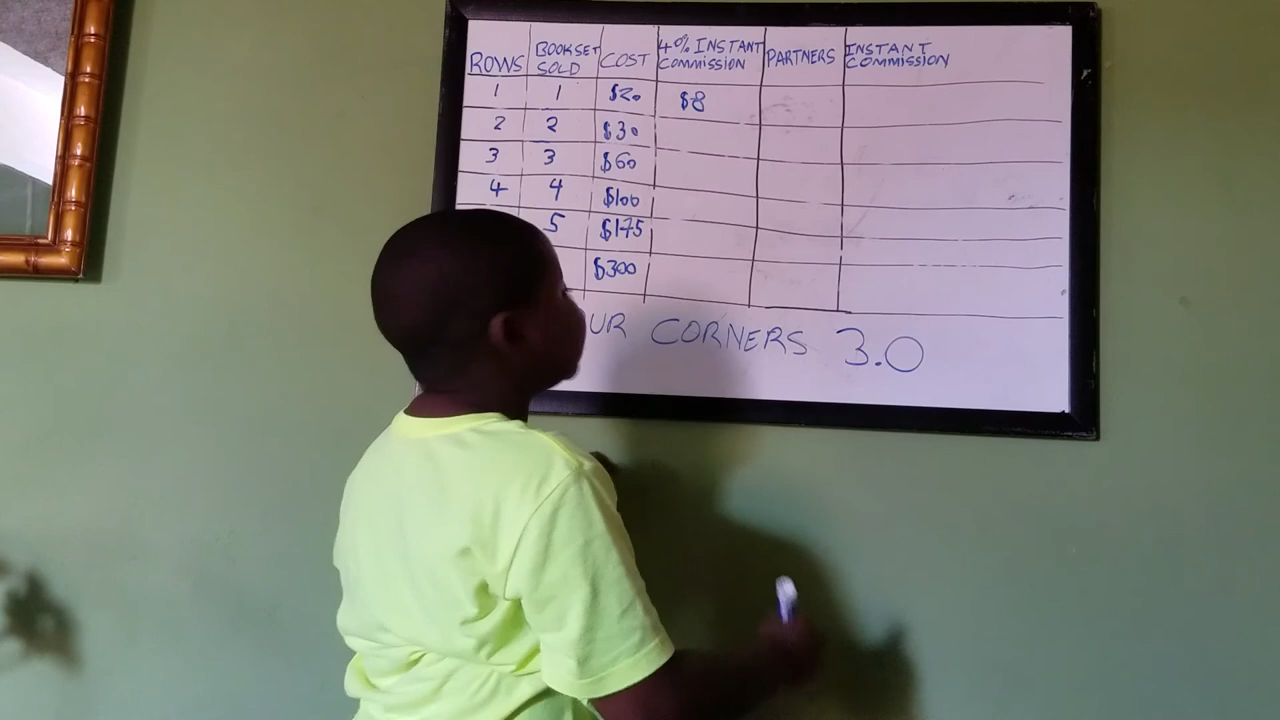 ROWS BOOKSET SOLD COST 4% INSTANT COMMISSION PARTNERS INSTANT COMMISSION
1 1 $20 $8
2 2 $30
3 3 $60
4 4 $100
5 $175
$300
UR CORNERS 3.0